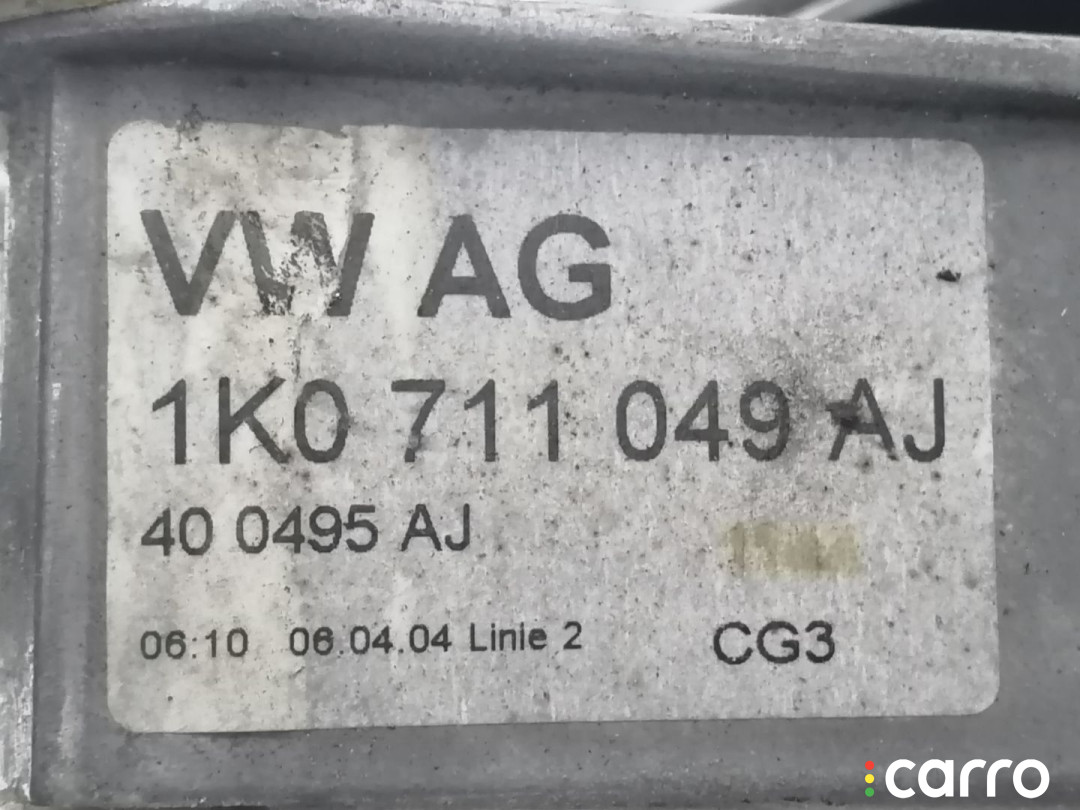 VW AG
1K0 711 049 AJ
40 0495 AJ
06:10 06.04.04 Linie 2 CG3
carro